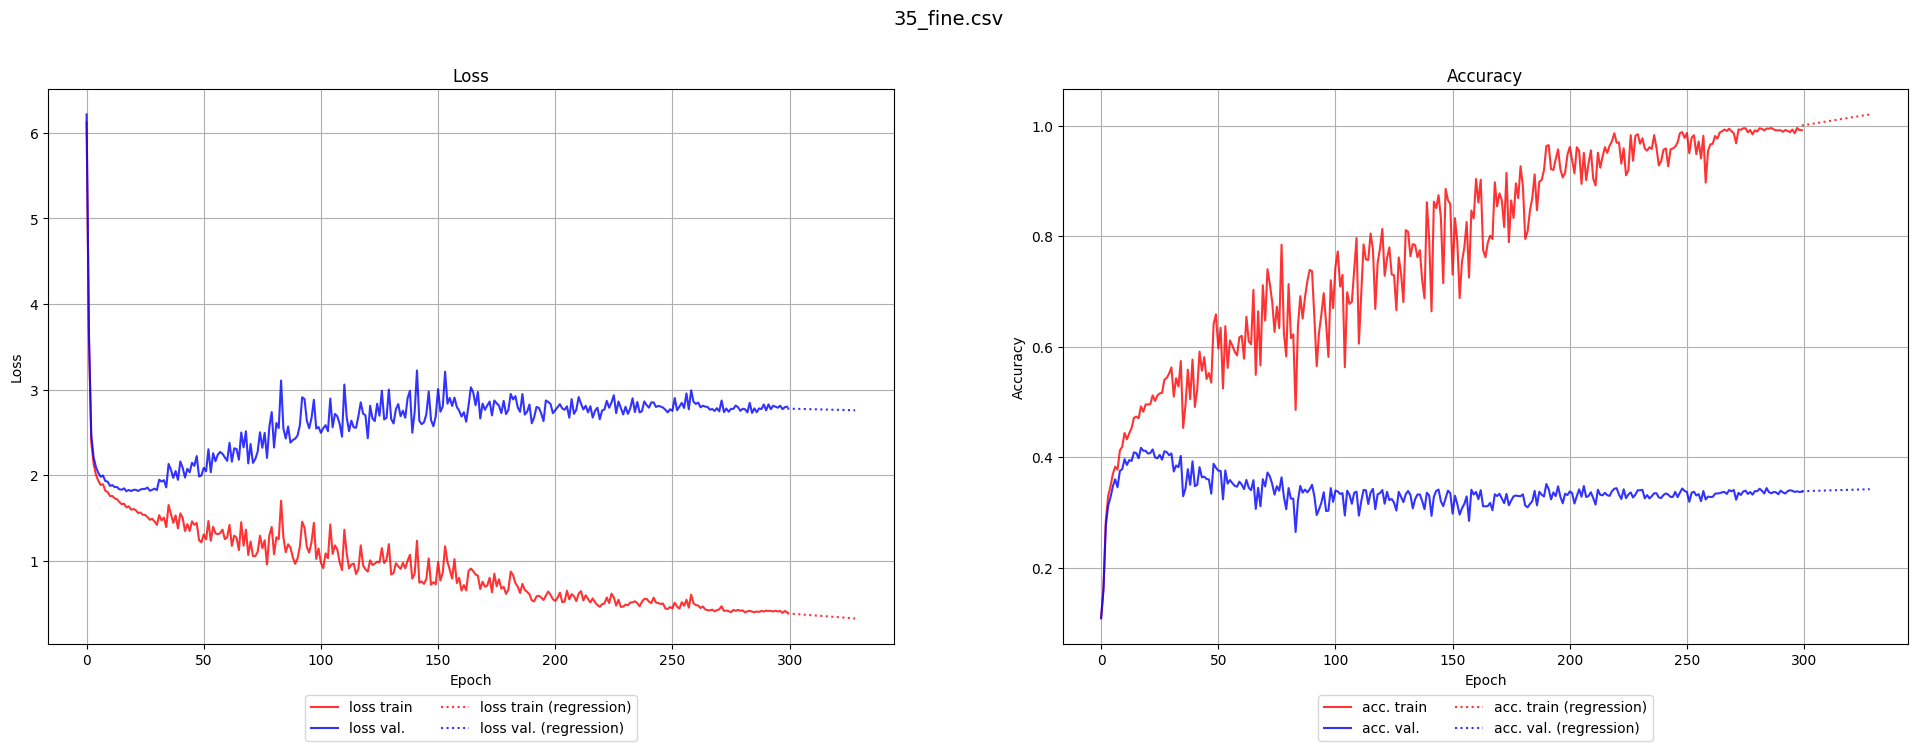 35_fine.csv
Loss
Loss
6
5
4
3
2
1
0 50 100 150 200 250 300
Epoch
loss train
loss val.
loss train (regression)
loss val. (regression)
Accuracy
Accuracy
1.0
0.8
0.6
0.4
0.2
0 50 100 150 200 250 300
Epoch
acc. train
acc. val.
acc. train (regression)
acc. val. (regression)